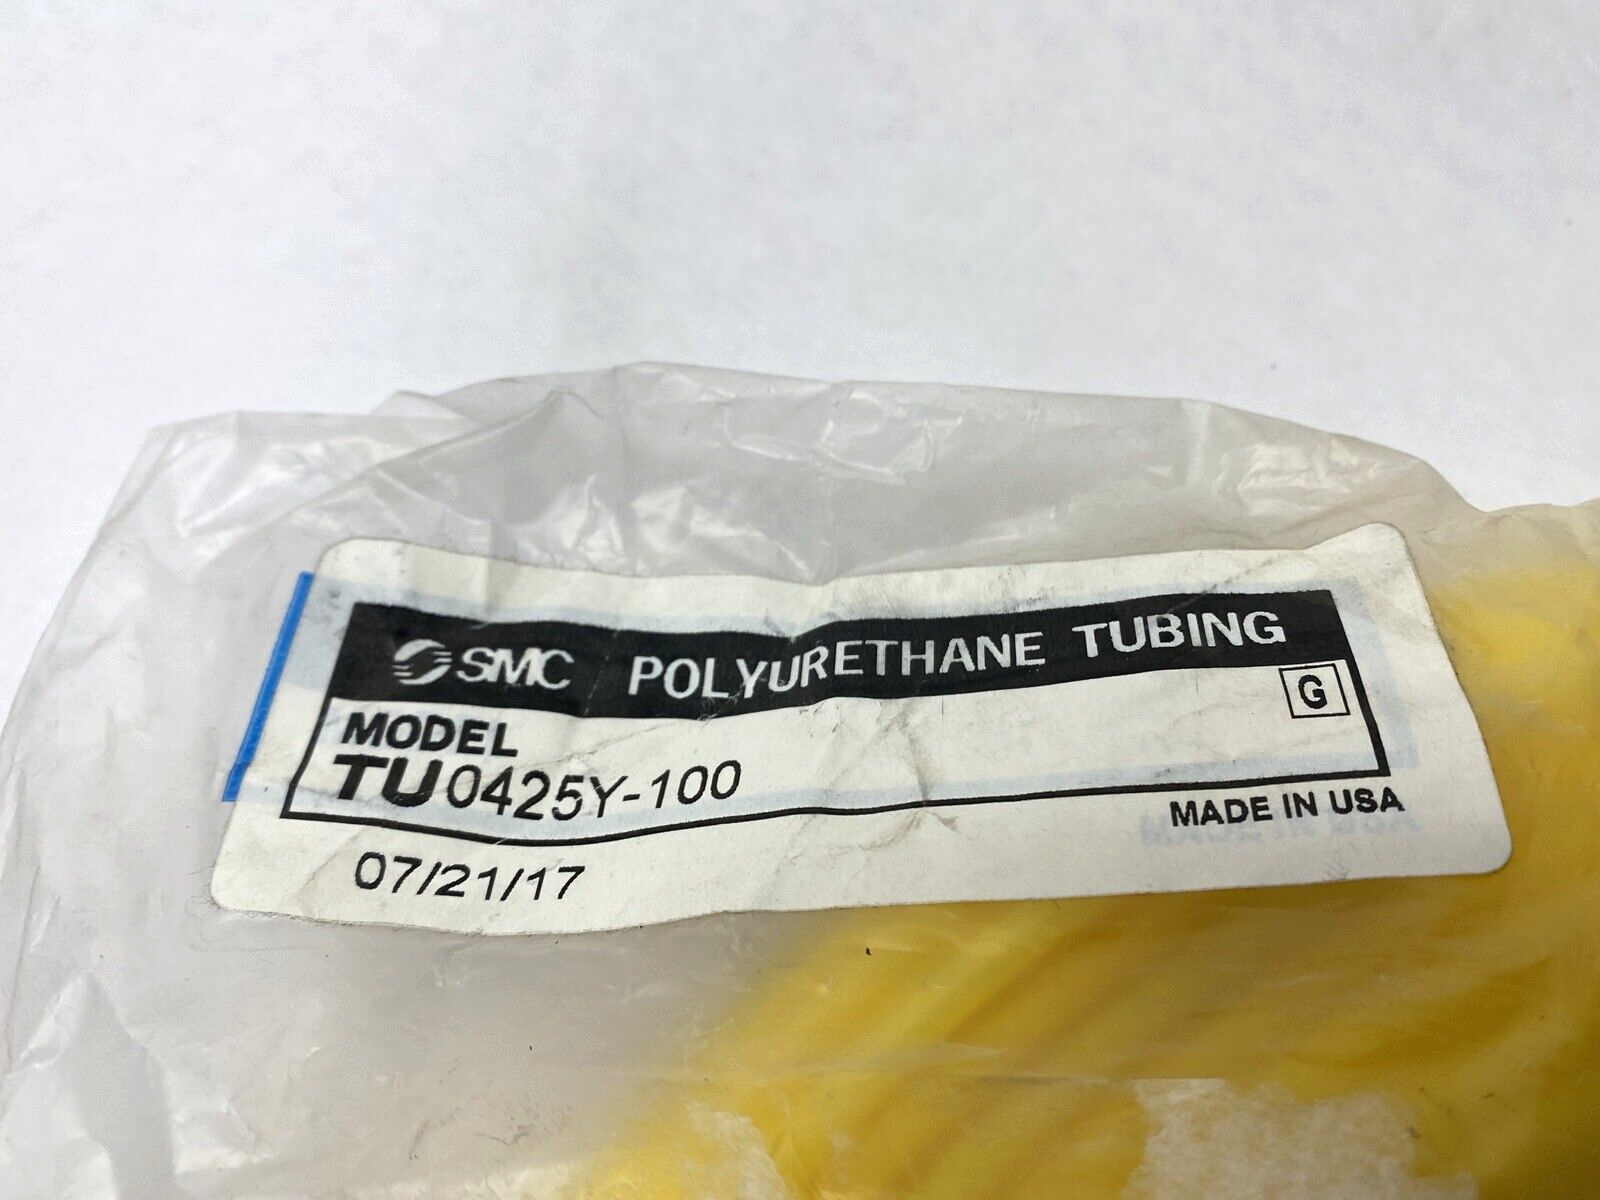 SMC POLYURETHANE TUBING
G
MODEL
TU0425Y-100
MADE IN USA
07/21/17